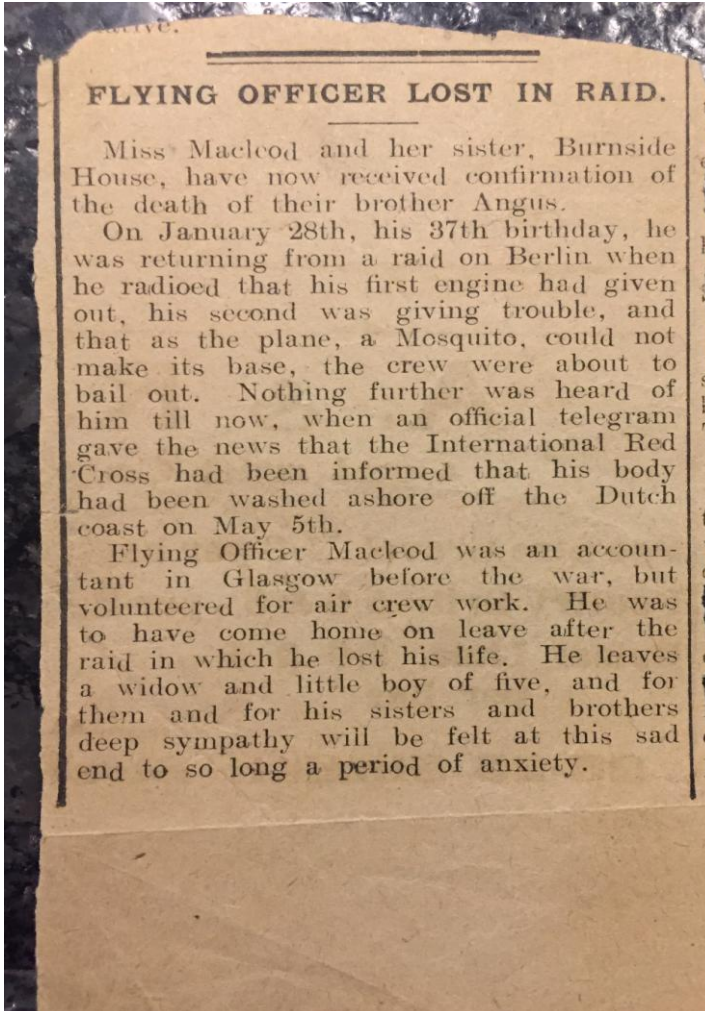 FLYING OFFICER LOST IN RAID.
Miss Macleod and her sister, Burnside
House, have now received confirmation of
the death of their brother Angus.
On January 28th, his 37th birthday, he
was returning from a raid on Berlin when
he radioed that his first engine had given
out, his second was giving trouble, and
that as the plane, a Mosquito, could not
make its base, the crew were about to
bail out. Nothing further was heard of
him till now, when an official telegram
gave the news that the International Red
Cross had been informed that his body
had been washed ashore off the Dutch
coast on May 5th.
Flying Officer Macleod was an accoun-
tant in Glasgow before the war, but
volunteered for air crew work. He was
to have come home on leave after the
raid in which he lost his life. He leaves
a widow and little boy of five, and for
them and for his sisters and brothers
deep sympathy will be felt at this sad
end to so long a period of anxiety.